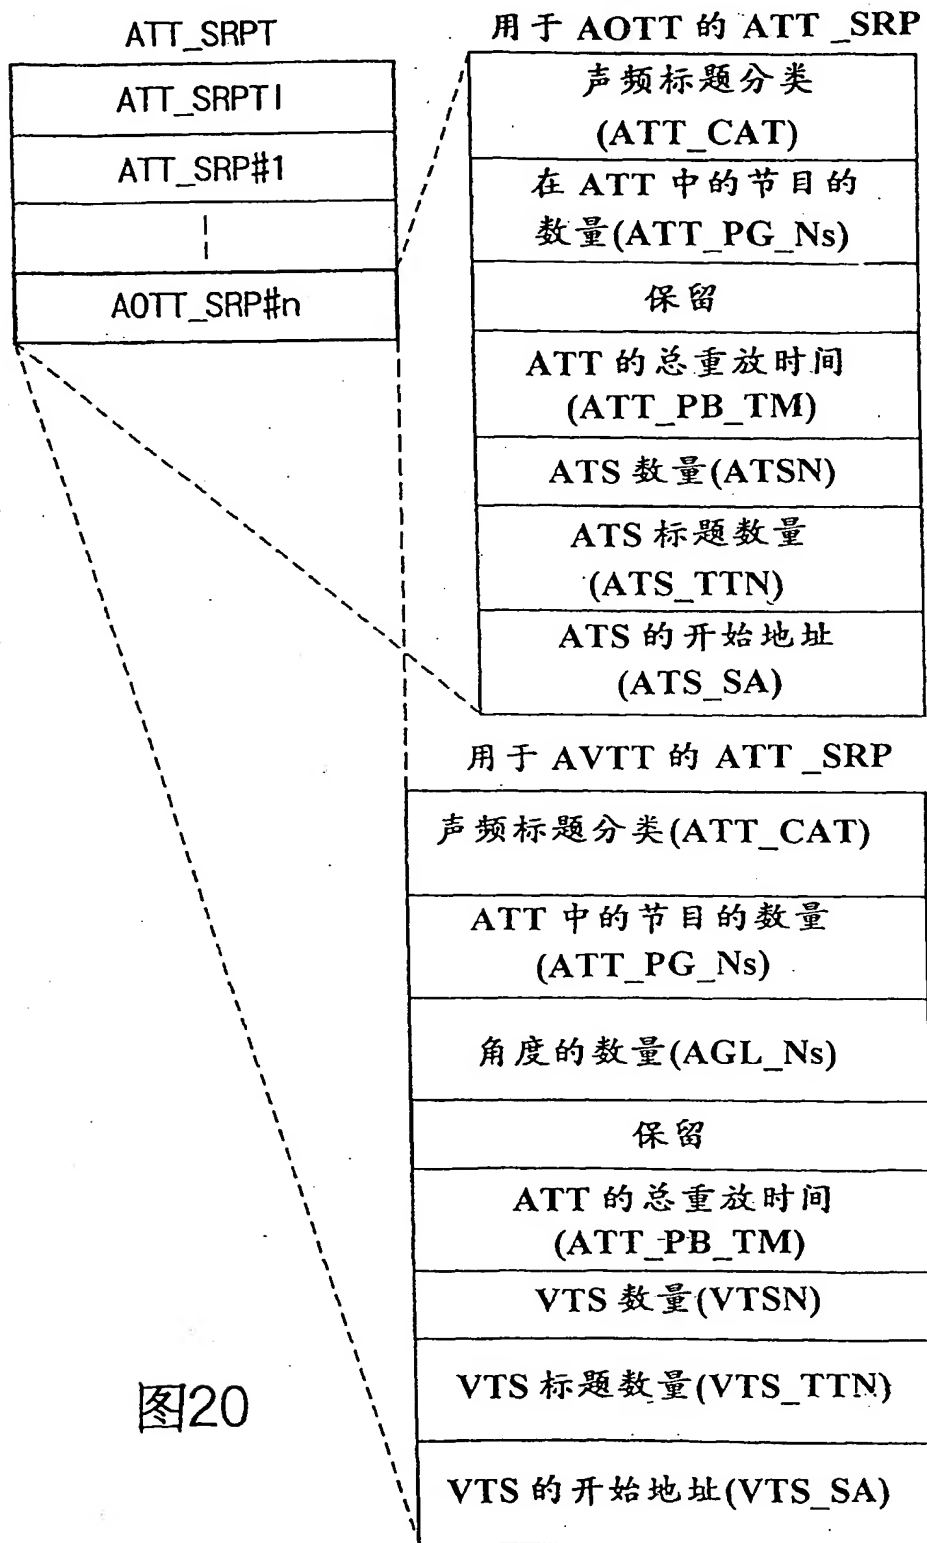 ATT_SRPT
ATT_SRPTI
ATT_SRP#1
AOTT_SRP#n
用于 AOTT 的 ATT _SRP
声频标题分类
(ATT_CAT)
在 ATT 中的节目的
数量(ATT_PG_Ns)
保留
ATT 的总重放时间
(ATT_PB_TM)
ATS 数量(ATSN)
ATS 标题数量
(ATS_TTN)
ATS 的开始地址
(ATS_SA)
用于 AVTT 的 ATT _SRP
声频标题分类(ATT_CAT)
ATT 中的节目的数量
(ATT_PG_Ns)
角度的数量(AGL_Ns)
保留
ATT 的总重放时间
(ATT_PB_TM)
VTS 数量(VTSN)
VTS 标题数量(VTS_TTN)
VTS 的开始地址(VTS_SA)
图20